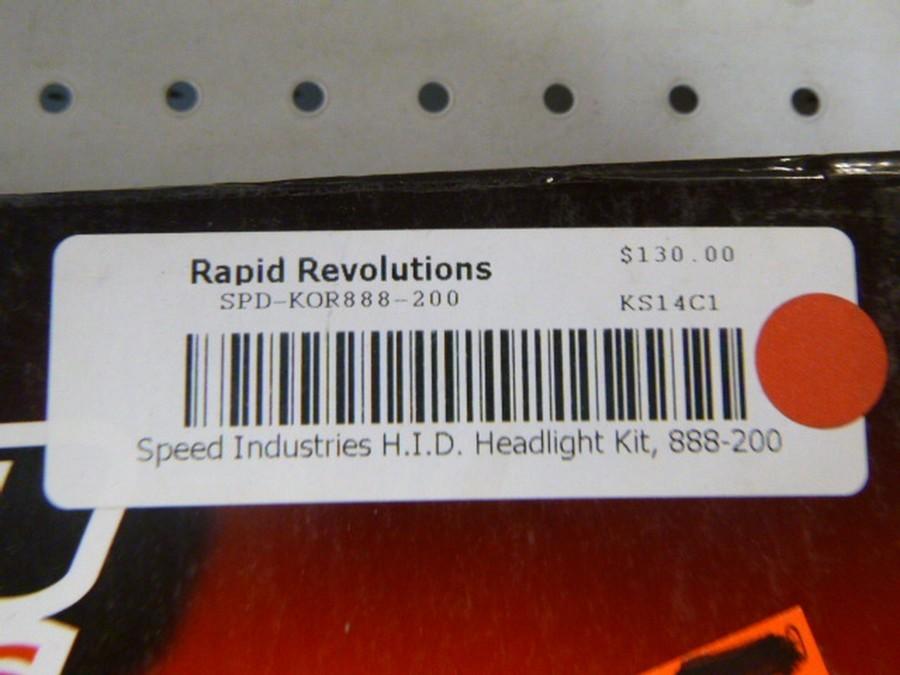 Rapid Revolutions $130.00
SPD-KOR888-200 KS14C1
Speed Industries H.I.D. Headlight Kit, 888-200